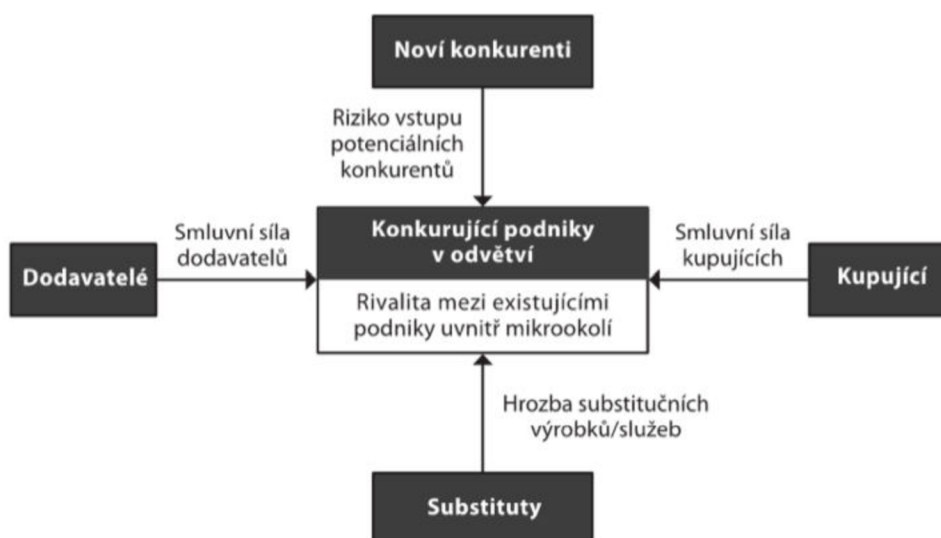 Noví konkurenti
Riziko vstupu
potenciálních
konkurentů
Dodavatelé
Smluvní síla
dodavatelů
Konkurující podniky
v odvětví
Rivalita mezi existujícími
podniky uvnitř mikrookolí
Smluvní síla
kupujících
Kupující
Hrozba substitučních
výrobků/služeb
Substituty